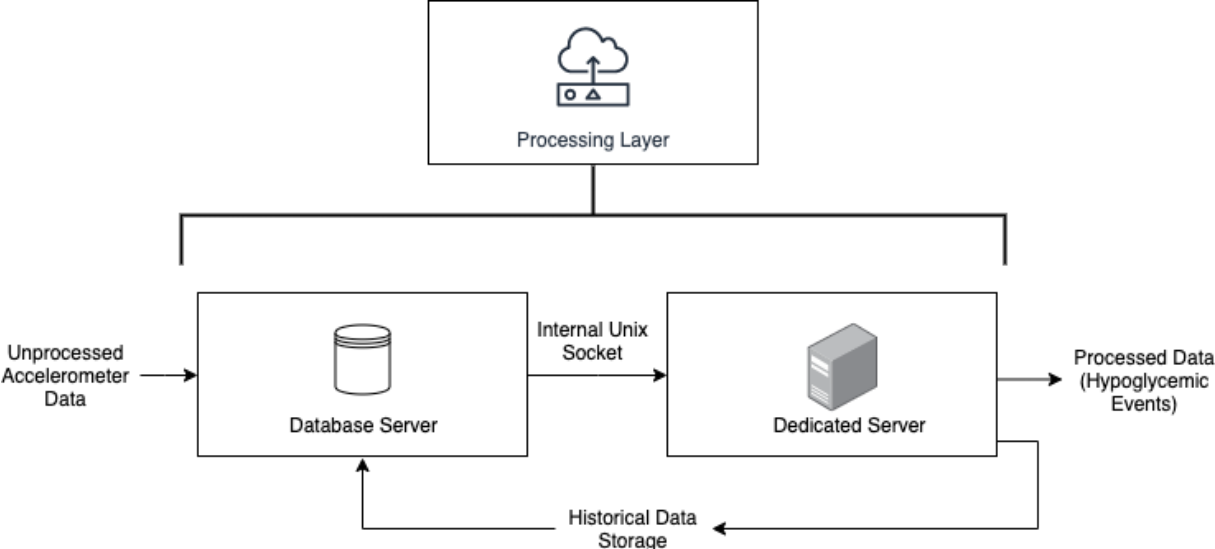 Processing Layer
Unprocessed
Accelerometer
Data
Database Server
Internal Unix
Socket
Dedicated Server
Processed Data
(Hypoglycemic
Events)
Historical Data
Storage